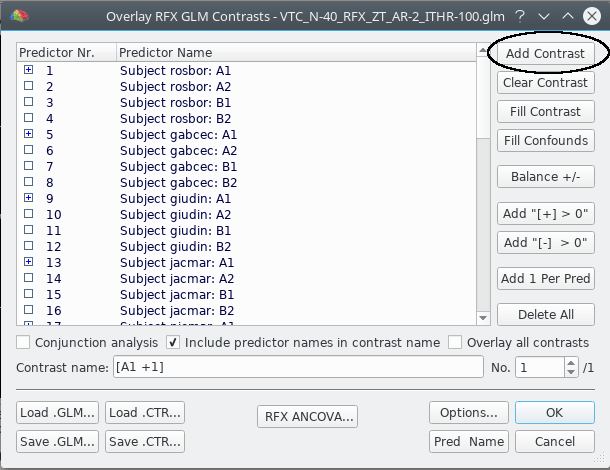 Overlay RFX GLM Contrasts - VTC_N-40_RFX_ZT_AR-2_ITHR-100.glm
Predictor Nr. Predictor Name
1 Subject rosbor: A1
2 Subject rosbor: A2
3 Subject rosbor: B1
4 Subject rosbor: B2
5 Subject gabcec: A1
6 Subject gabcec: A2
7 Subject gabcec: B1
8 Subject gabcec: B2
9 Subject giudin: A1
10 Subject giudin: A2
11 Subject giudin: B1
12 Subject giudin: B2
13 Subject jacmar: A1
14 Subject jacmar: A2
15 Subject jacmar: B1
16 Subject jacmar: B2
Add Contrast
Clear Contrast
Fill Contrast
Fill Confounds
Balance +/-
Add "[+] > 0"
Add "[-] > 0"
Add 1 Per Pred
Delete All
Conjunction analysis Include predictor names in contrast name Overlay all contrasts
Contrast name: [A1 +1] No. 1 /1
Load .GLM... Load .CTR... RFX ANCOVA... Options... OK
Save .GLM... Save .CTR... Pred Name Cancel